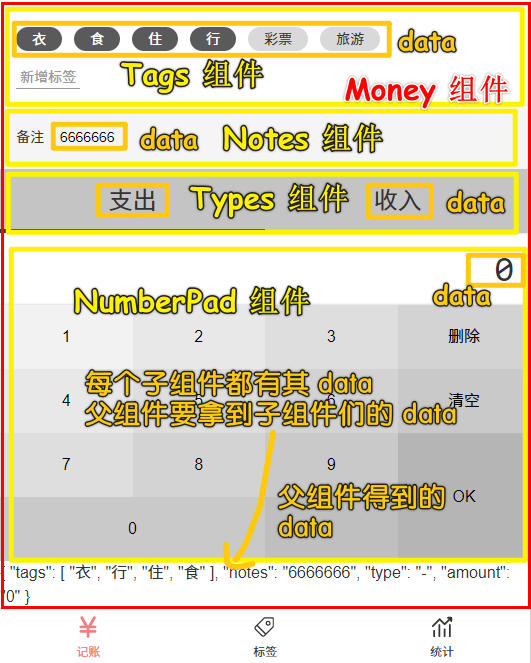 衣 食 住 行 彩票 旅游 data
新增标签 Tags 组件
Money 组件
备注 6666666 data Notes 组件
支出 Types 组件 收入 data
0
NumberPad 组件 data
1 2 3 删除
每个子组件都有其 data
4 5 6 清空
父组件要拿到子组件们的 data
7 8 9
父组件得到的
OK
data
0
{ "tags": [ "衣", "行", "住", "食" ], "notes": "6666666", "type": "-", "amount":
"0" }
记账 标签 统计